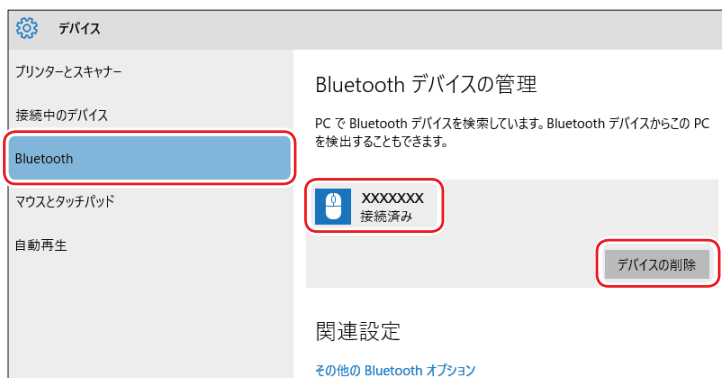 デバイス
プリンターとスキャナー
接続中のデバイス
Bluetooth
マウスとタッチパッド
自動再生
Bluetooth デバイスの管理
PC で Bluetooth デバイスを検索しています。Bluetooth デバイスからこの PC
を検出することもできます。
XXXXXXX
接続済み
デバイスの削除
関連設定
その他の Bluetooth オプション